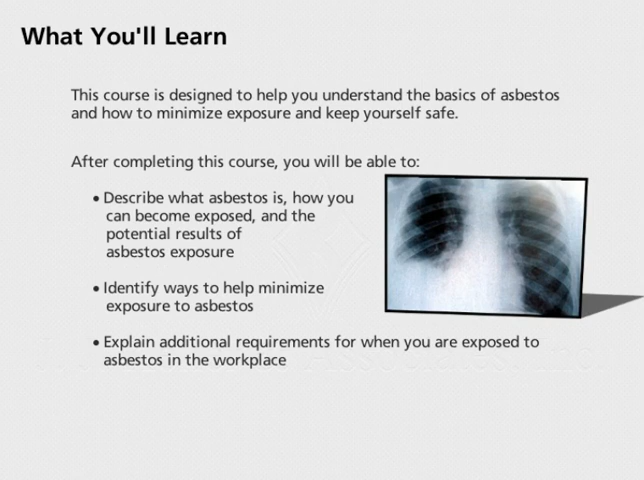 What You'll Learn
This course is designed to help you understand the basics of asbestos
and how to minimize exposure and keep yourself safe.
After completing this course, you will be able to:
• Describe what asbestos is, how you
can become exposed, and the
potential results of
asbestos exposure
• Identify ways to help minimize
exposure to asbestos
• Explain additional requirements for when you are exposed to
asbestos in the workplace